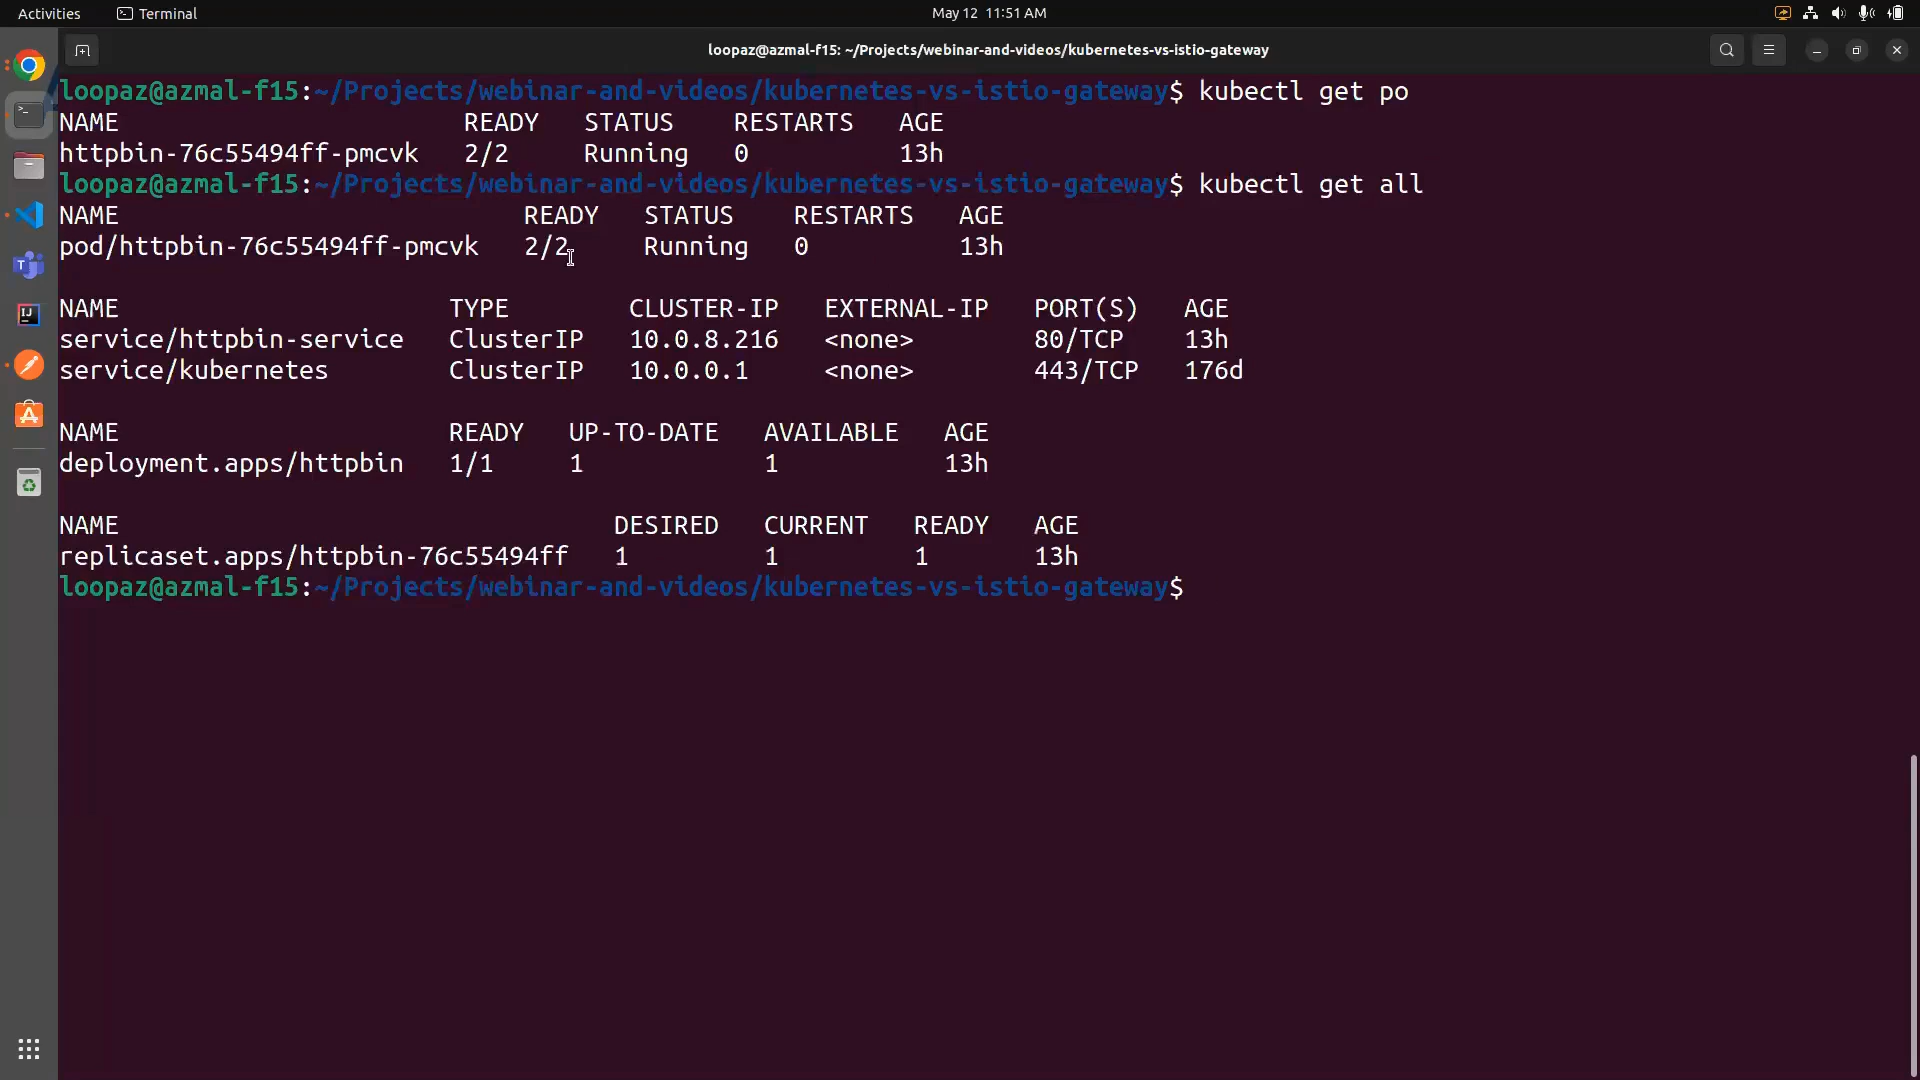 Activities Terminal May 12 11:51 AM
loopaz@azmal-f15: ~/Projects/webinar-and-videos/kubernetes-vs-istio-gateway
loopaz@azmal-f15:~/Projects/webinar-and-videos/kubernetes-vs-istio-gateway$ kubectl get po
NAME READY STATUS RESTARTS AGE
httpbin-76c55494ff-pmcvk 2/2 Running 0 13h
loopaz@azmal-f15:~/Projects/webinar-and-videos/kubernetes-vs-istio-gateway$ kubectl get all
NAME READY STATUS RESTARTS AGE
pod/httpbin-76c55494ff-pmcvk 2/2 Running 0 13h
NAME TYPE CLUSTER-IP EXTERNAL-IP PORT(S) AGE
service/httpbin-service ClusterIP 10.0.8.216 <none> 80/TCP 13h
service/kubernetes ClusterIP 10.0.0.1 <none> 443/TCP 176d
NAME READY UP-TO-DATE AVAILABLE AGE
deployment.apps/httpbin 1/1 1 1 13h
NAME DESIRED CURRENT READY AGE
replicaset.apps/httpbin-76c55494ff 1 1 1 13h
loopaz@azmal-f15:~/Projects/webinar-and-videos/kubernetes-vs-istio-gateway$